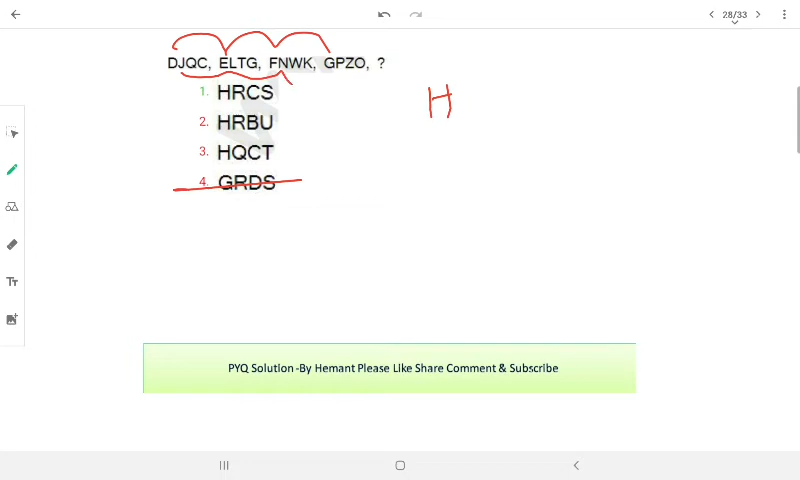 28/33
DJQC, ELTG, FNWK, GPZO, ?
1. HRCS
2. HRBU
3. HQCT
4. GRDS
H
Tт
PYQ Solution -By Hemant Please Like Share Comment & Subscribe